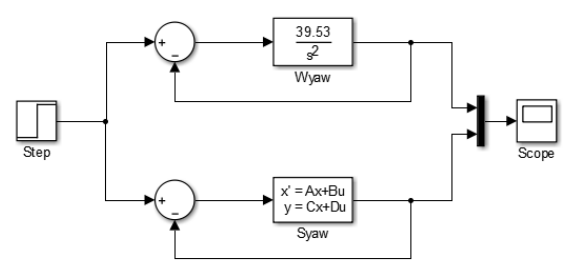 39.53
s2
Wyaw
+
−
Step
Scope
+
−
x' = Ax+Bu
y = Cx+Du
Syaw